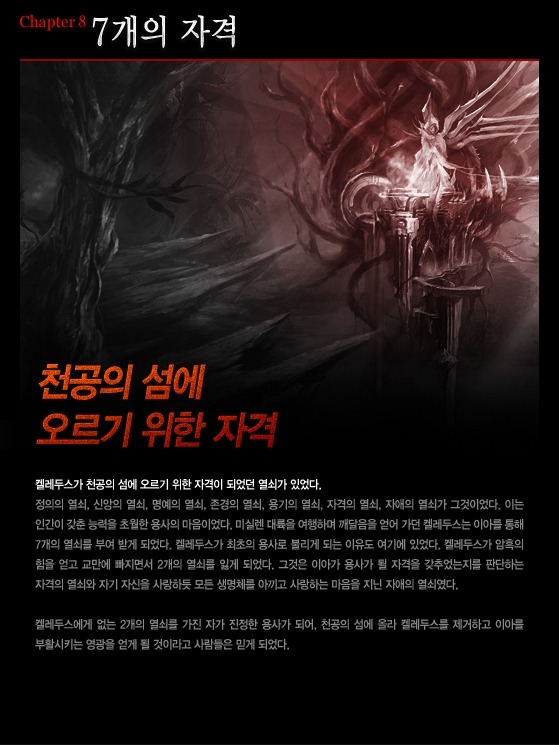 Chapter 8 7개의 자격
천공의 섬에
오르기 위한 자격
켈레두스가 천공의 섬에 오르기 위한 자격이 되었던 열쇠가 있었다.
정의의 열쇠, 신앙의 열쇠, 명예의 열쇠, 존경의 열쇠, 용기의 열쇠, 자격의 열쇠, 자애의 열쇠가 그것이었다. 이는
인간이 갖춘 능력을 초월한 용사의 마음이었다. 미실렌 대륙을 여행하며 깨달음을 얻어 가던 켈레두스는 이아를 통해
7개의 열쇠를 부여 받게 되었다. 켈레두스가 최초의 용사로 불리게 되는 이유도 여기에 있었다. 켈레두스가 암흑의
힘을 얻고 교만에 빠지면서 2개의 열쇠를 잃게 되었다. 그것은 이아가 용사가 될 자격을 갖추었는지를 판단하는
자격의 열쇠와 자기 자신을 사랑하듯 모든 생명체를 아끼고 사랑하는 마음을 지닌 자애의 열쇠였다.
켈레두스에게 없는 2개의 열쇠를 가진 자가 진정한 용사가 되어, 천공의 섬에 올라 켈레두스를 제거하고 이아를
부활시키는 영광을 얻게 될 것이라고 사람들은 믿게 되었다.